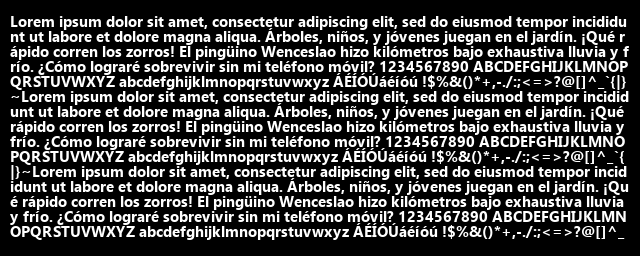 Lorem ipsum dolor sit amet, consectetur adipiscing elit, sed do eiusmod tempor incididu
nt ut labore et dolore magna aliqua. Árboles, niños, y jóvenes juegan en el jardín. ¡Qué r
ápido corren los zorros! El pingüino Wenceslao hizo kilómetros bajo exhaustiva lluvia y f
río. ¿Cómo lograré sobrevivir sin mi teléfono móvil? 1234567890 ABCDEFGHIJKLMNOP
QRSTUVWXYZ abcdefghijklmnopqrstuvwxyz ÁÉÍÓÚáéíóú !$%&()*+,-./:;<=>?@[]^_`{|}
~Lorem ipsum dolor sit amet, consectetur adipiscing elit, sed do eiusmod tempor incidid
unt ut labore et dolore magna aliqua. Árboles, niños, y jóvenes juegan en el jardín. ¡Qué
rápido corren los zorros! El pingüino Wenceslao hizo kilómetros bajo exhaustiva lluvia y
frío. ¿Cómo lograré sobrevivir sin mi teléfono móvil? 1234567890 ABCDEFGHIJKLMNO
PQRSTUVWXYZ abcdefghijklmnopqrstuvwxyz ÁÉÍÓÚáéíóú !$%&()*+,-./:;<=>?@[]^_`{
|}~Lorem ipsum dolor sit amet, consectetur adipiscing elit, sed do eiusmod tempor incid
idunt ut labore et dolore magna aliqua. Árboles, niños, y jóvenes juegan en el jardín. ¡Qu
é rápido corren los zorros! El pingüino Wenceslao hizo kilómetros bajo exhaustiva lluvia
y frío. ¿Cómo lograré sobrevivir sin mi teléfono móvil? 1234567890 ABCDEFGHIJKLMN
OPQRSTUVWXYZ abcdefghijklmnopqrstuvwxyz ÁÉÍÓÚáéíóú !$%&()*+,-./:;<=>?@[]^_